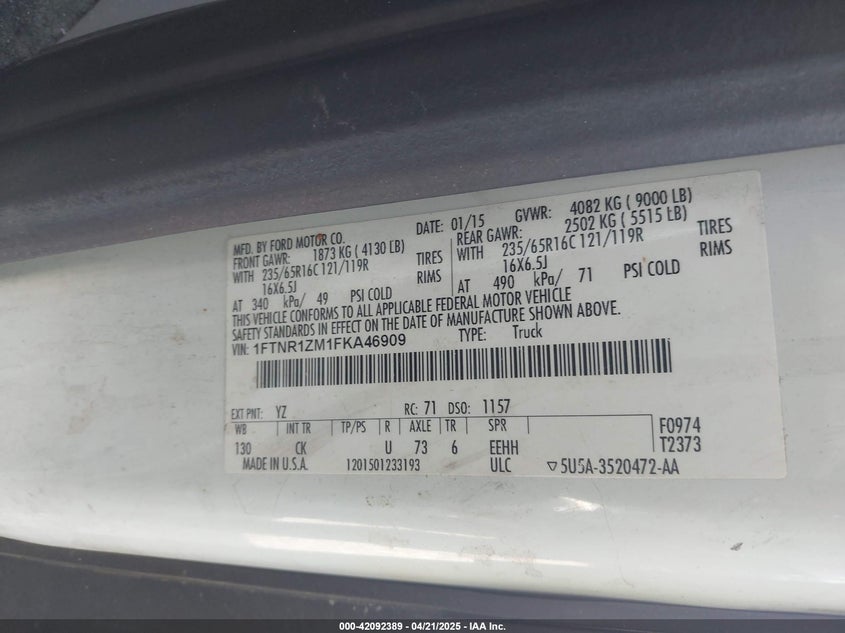 MFD. BY FORD MOTOR CO. DATE: 01/15 GVWR: 4082 KG ( 9000 LB)
FRONT GAWR: 1873 KG ( 4130 LB) REAR GAWR: 2502 KG ( 5515 LB)
WITH 235/65R16C 121/119R TIRES WITH 235/65R16C 121/119R TIRES
16X6.5J RIMS 16X6.5J RIMS
AT 340 kPa/ 49 PSI COLD AT 490 kPa/ 71 PSI COLD
THIS VEHICLE CONFORMS TO ALL APPLICABLE FEDERAL MOTOR VEHICLE
SAFETY STANDARDS IN EFFECT ON THE DATE OF MANUFACTURE SHOWN ABOVE.
VIN: 1FTNR1ZM1FKA46909 TYPE: Truck
EXT PNT: YZ RC: 71 DSO: 1157
WB INT TR TP/PS R AXLE TR SPR F0974
130 CK U 73 6 EEHH T2373
MADE IN U.S.A. 1201501233193 ULC ▽5U5A-3520472-AA
000-42092389 - 04/21/2025 - IAA Inc.